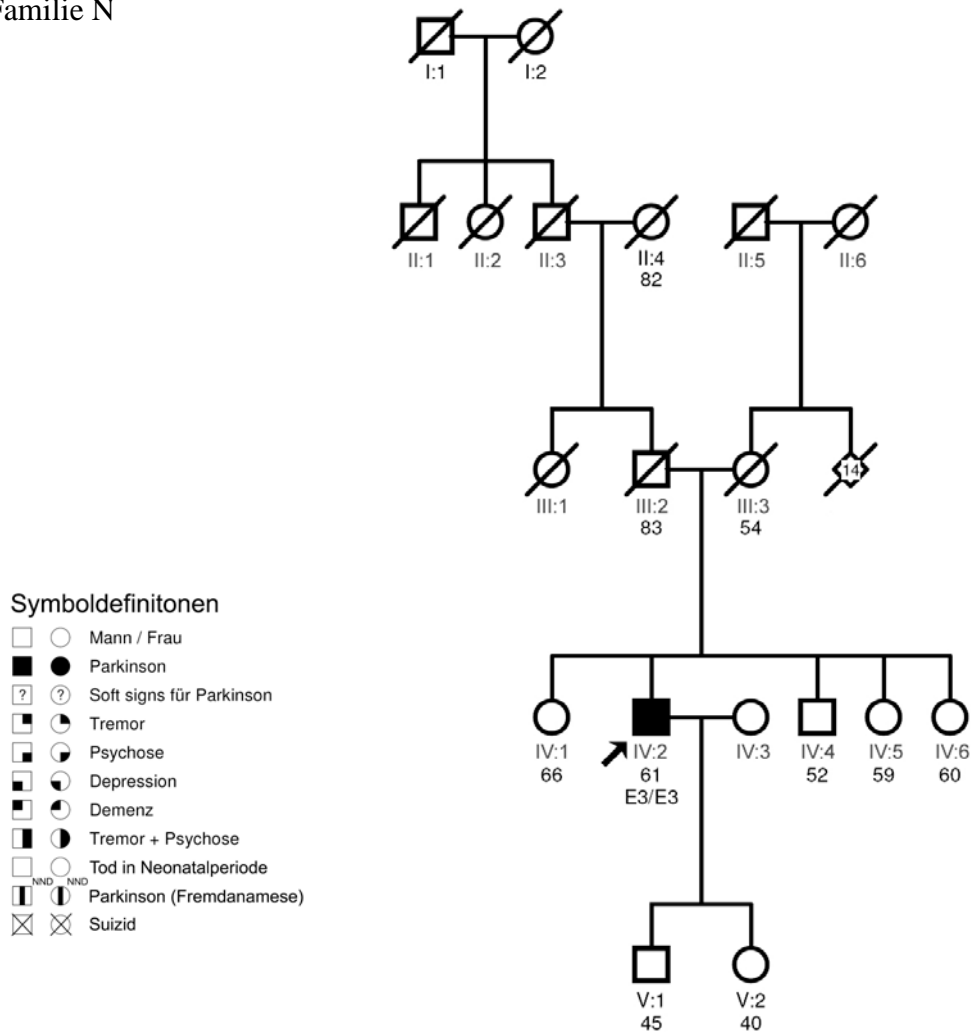 Familie N
I:1 I:2
II:1 II:2 II:3 II:4 II:5 II:6
82
14
III:1 III:2 III:3
83 54
IV:1 IV:2 IV:3 IV:4 IV:5 IV:6
66 61 52 59 60
E3/E3
V:1 V:2
45 40
Symboldefinitonen
Mann / Frau
Parkinson
? ? Soft signs für Parkinson
Tremor
Psychose
Depression
Demenz
Tremor + Psychose
Tod in Neonatalperiode
NND NND
Parkinson (Fremdanamese)
Suizid